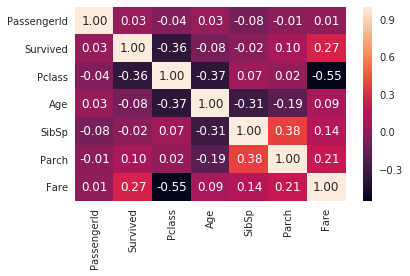 PassengerId 1.00 0.03 -0.04 0.03 -0.08 -0.01 0.01
Survived 0.03 1.00 -0.36 -0.08 -0.02 0.10 0.27
Pclass -0.04 -0.36 1.00 -0.37 0.07 0.02 -0.55
Age 0.03 -0.08 -0.37 1.00 -0.31 -0.19 0.09
SibSp -0.08 -0.02 0.07 -0.31 1.00 0.38 0.14
Parch -0.01 0.10 0.02 -0.19 0.38 1.00 0.21
Fare 0.01 0.27 -0.55 0.09 0.14 0.21 1.00
PassengerId Survived Pclass Age SibSp Parch Fare
0.9
0.6
0.3
0.0
−0.3